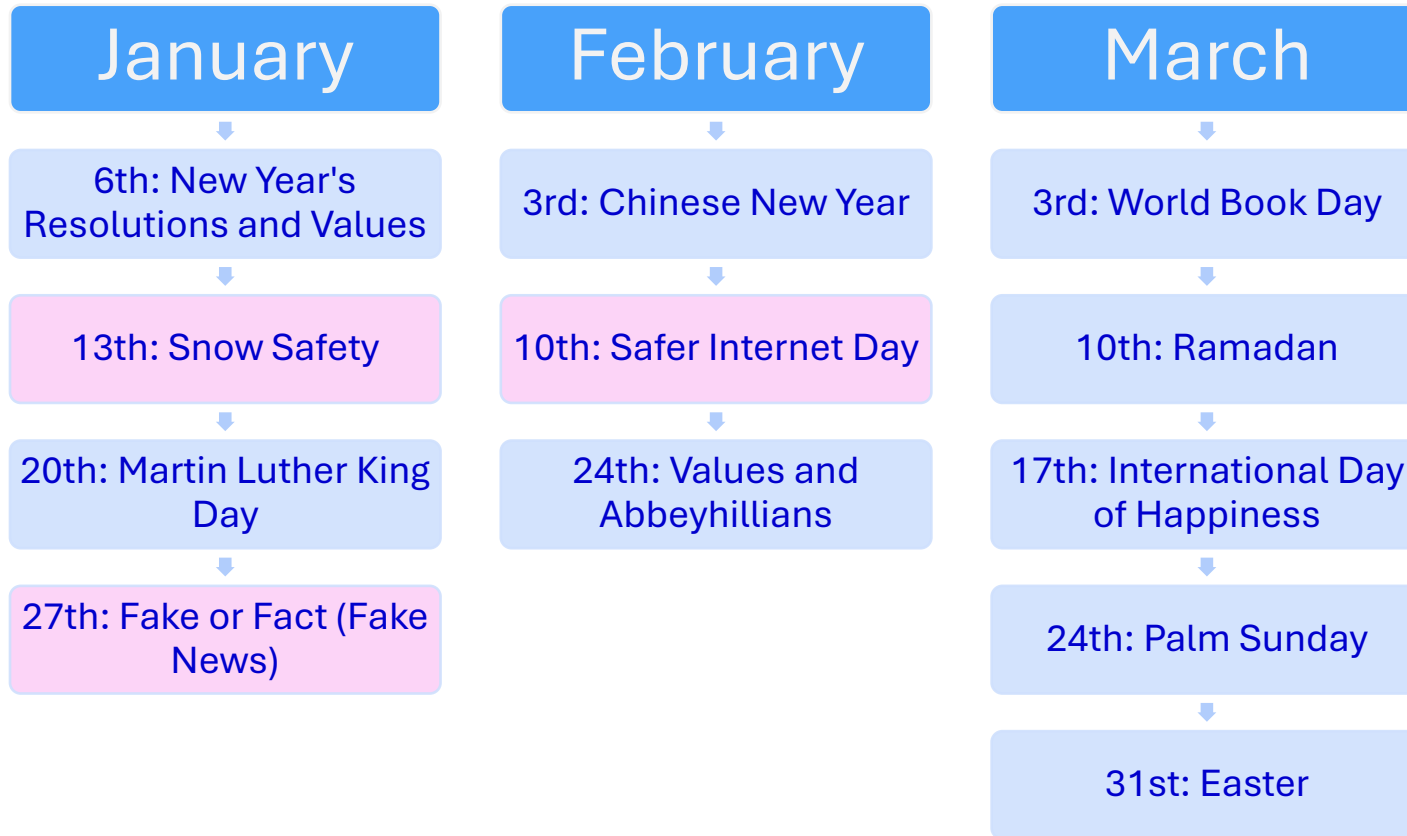 January
6th: New Year's
Resolutions and Values
13th: Snow Safety
20th: Martin Luther King
Day
27th: Fake or Fact (Fake
News)
February
3rd: Chinese New Year
10th: Safer Internet Day
24th: Values and
Abbeyhillians
March
3rd: World Book Day
10th: Ramadan
17th: International Day
of Happiness
24th: Palm Sunday
31st: Easter